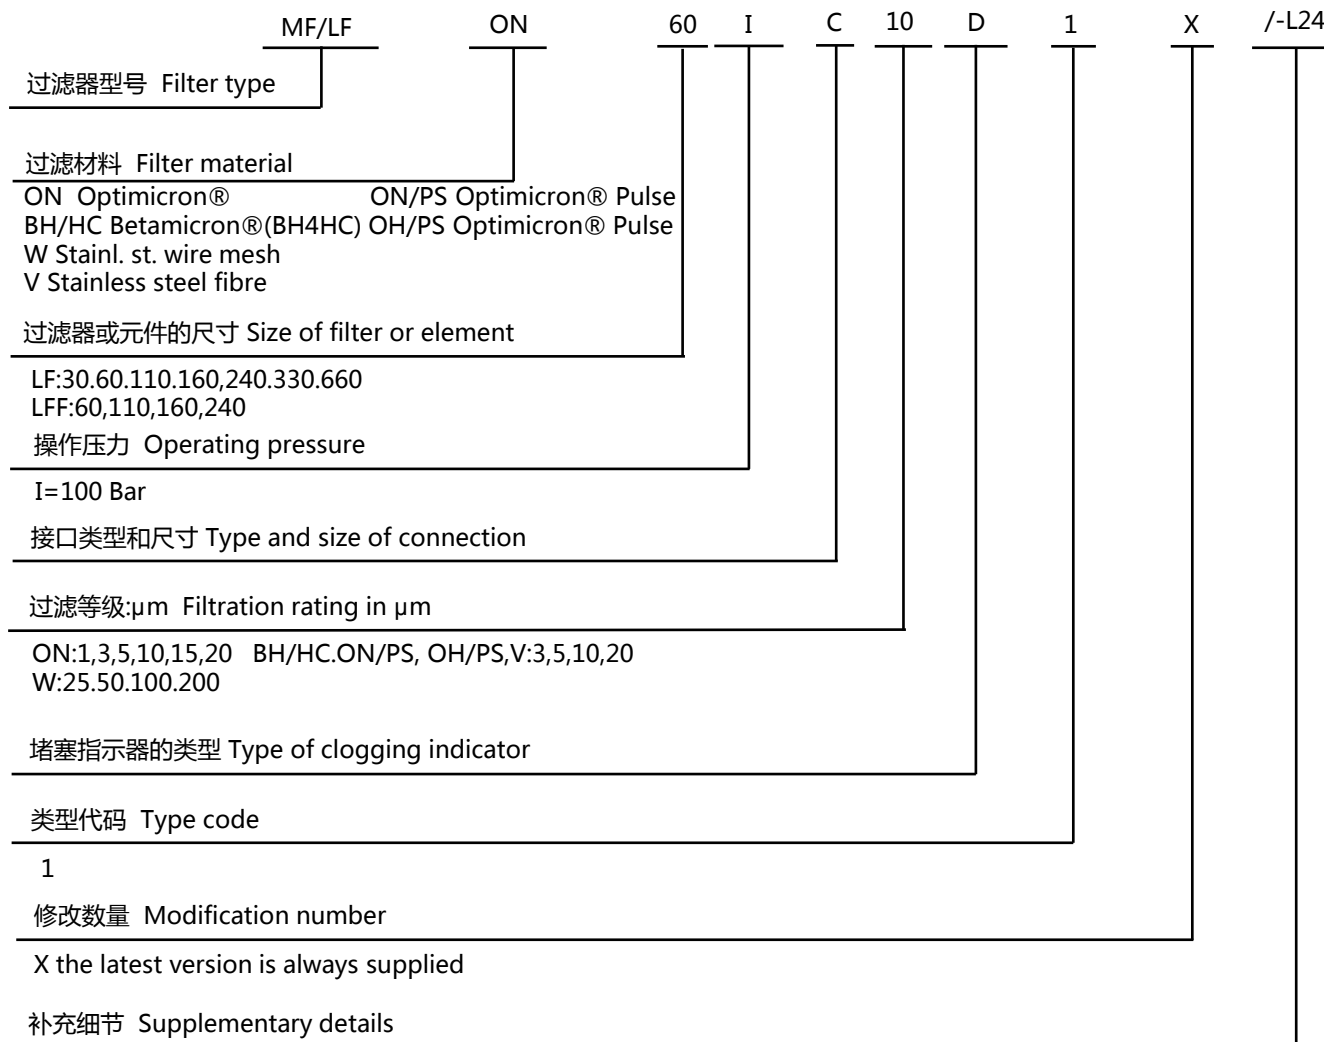 MF/LF ON 60 I C 10 D 1 X /-L24
过滤器型号 Filter type
过滤材料 Filter material
ON Optimicron® ON/PS Optimicron® Pulse
BH/HC Betamicron®(BH4HC) OH/PS Optimicron® Pulse
W Stainl. st. wire mesh
V Stainless steel fibre
过滤器或元件的尺寸 Size of filter or element
LF:30.60.110.160,240.330.660
LFF:60,110,160,240
操作压力 Operating pressure
I=100 Bar
接口类型和尺寸 Type and size of connection
过滤等级:μm Filtration rating in μm
ON:1,3,5,10,15,20 BH/HC.ON/PS, OH/PS,V:3,5,10,20
W:25.50.100.200
堵塞指示器的类型 Type of clogging indicator
类型代码 Type code
1
修改数量 Modification number
X the latest version is always supplied
补充细节 Supplementary details